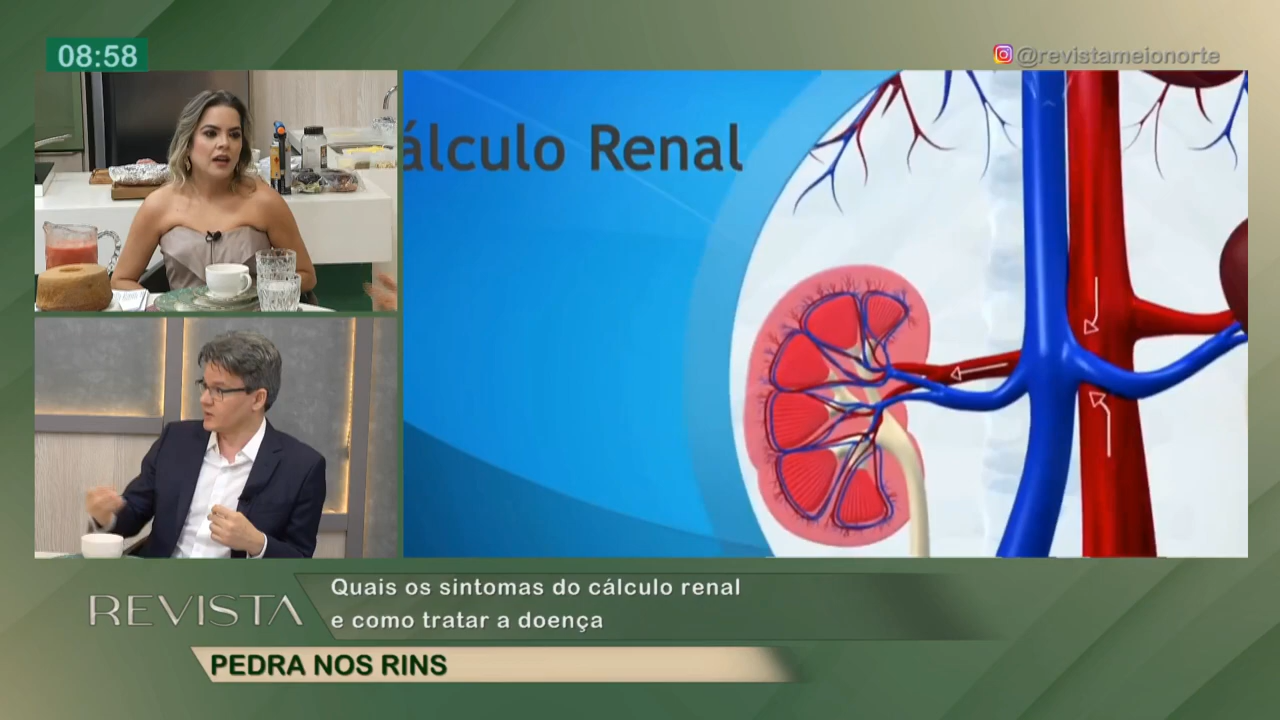 08:58
@revistameionorte
álculo Renal
Quais os sintomas do cálculo renal
e como tratar a doença
REVISTA
PEDRA NOS RINS